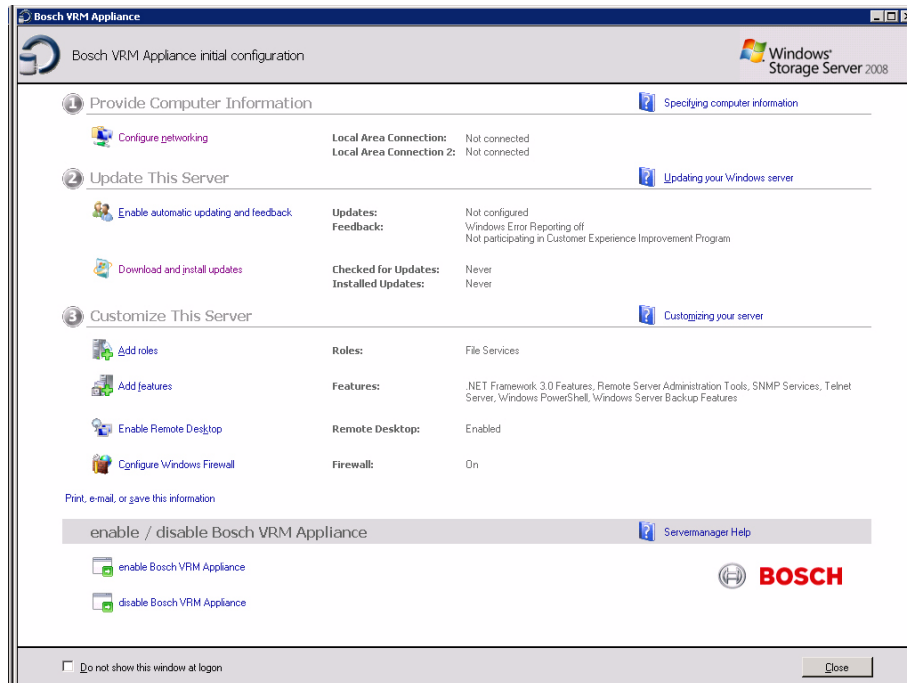 Bosch VRM Appliance
Bosch VRM Appliance initial configuration
Windows®
Storage Server 2008
1 Provide Computer Information
Specifying computer information
Configure networking
Local Area Connection: Not connected
Local Area Connection 2: Not connected
2 Update This Server
Updating your Windows server
Enable automatic updating and feedback
Updates: Not configured
Feedback: Windows Error Reporting off
Not participating in Customer Experience Improvement Program
Download and install updates
Checked for Updates: Never
Installed Updates: Never
3 Customize This Server
Customizing your server
Add roles
Roles: File Services
Add features
Features: .NET Framework 3.0 Features, Remote Server Administration Tools, SNMP Services, Telnet
Server, Windows PowerShell, Windows Server Backup Features
Enable Remote Desktop
Remote Desktop: Enabled
Configure Windows Firewall
Firewall: On
Print, e-mail, or save this information
enable / disable Bosch VRM Appliance
Servermanager Help
enable Bosch VRM Appliance
BOSCH
disable Bosch VRM Appliance
Do not show this window at logon
Close